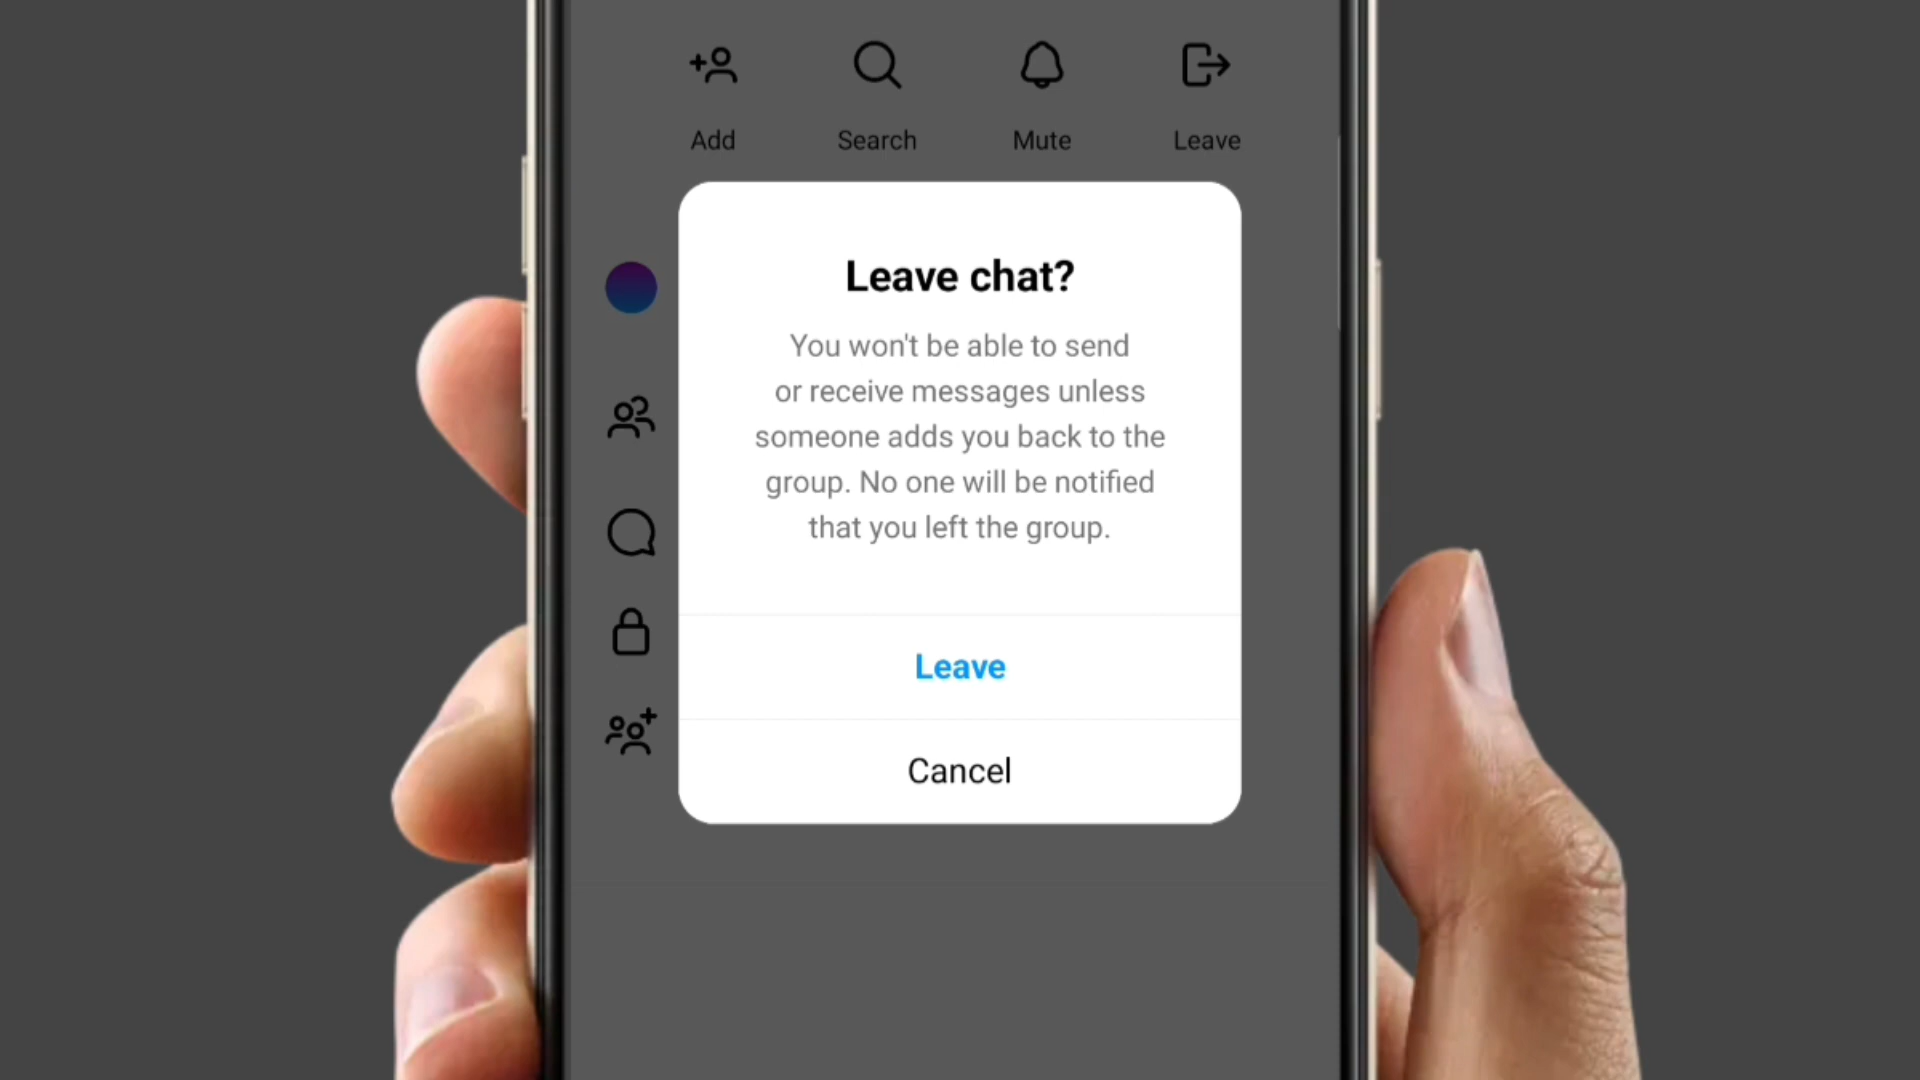 Add Search Mute Leave
Leave chat?
You won't be able to send
or receive messages unless
someone adds you back to the
group. No one will be notified
that you left the group.
Leave
Cancel